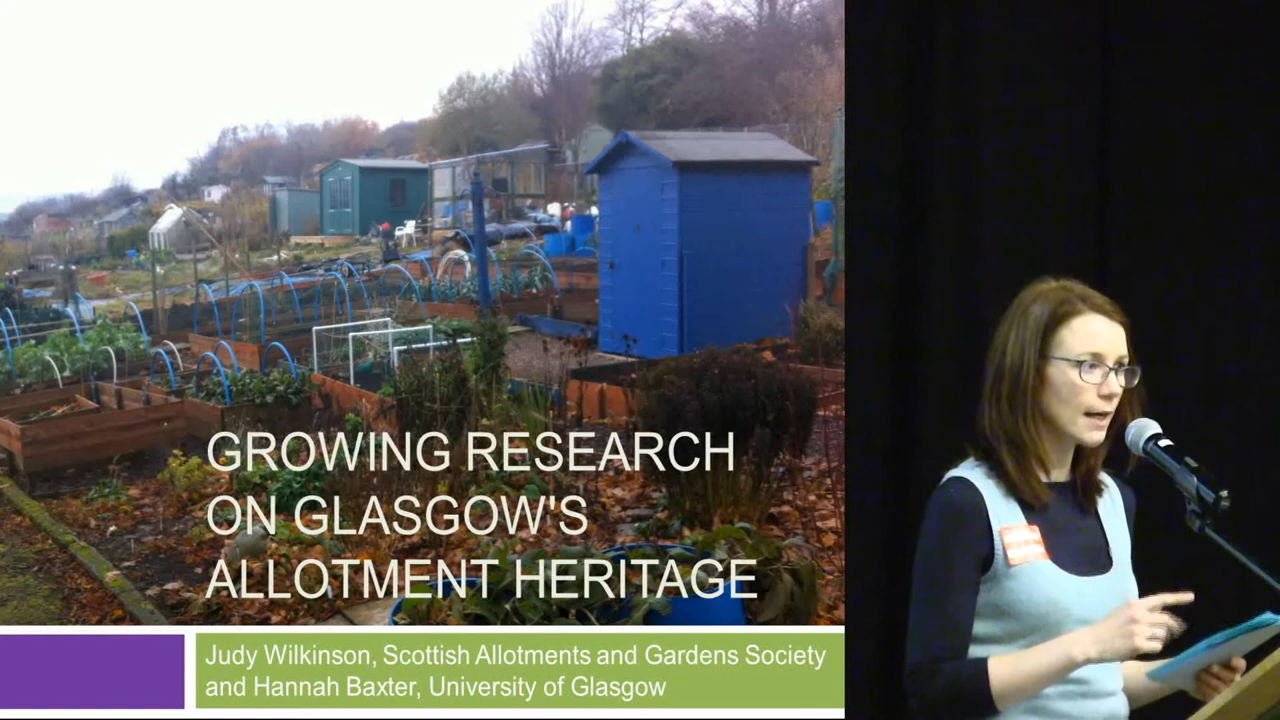 GROWING RESEARCH
ON GLASGOW'S
ALLOTMENT HERITAGE
Judy Wilkinson, Scottish Allotments and Gardens Society
and Hannah Baxter, University of Glasgow